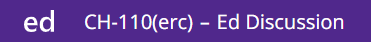 ed CH-110(erc) – Ed Discussion